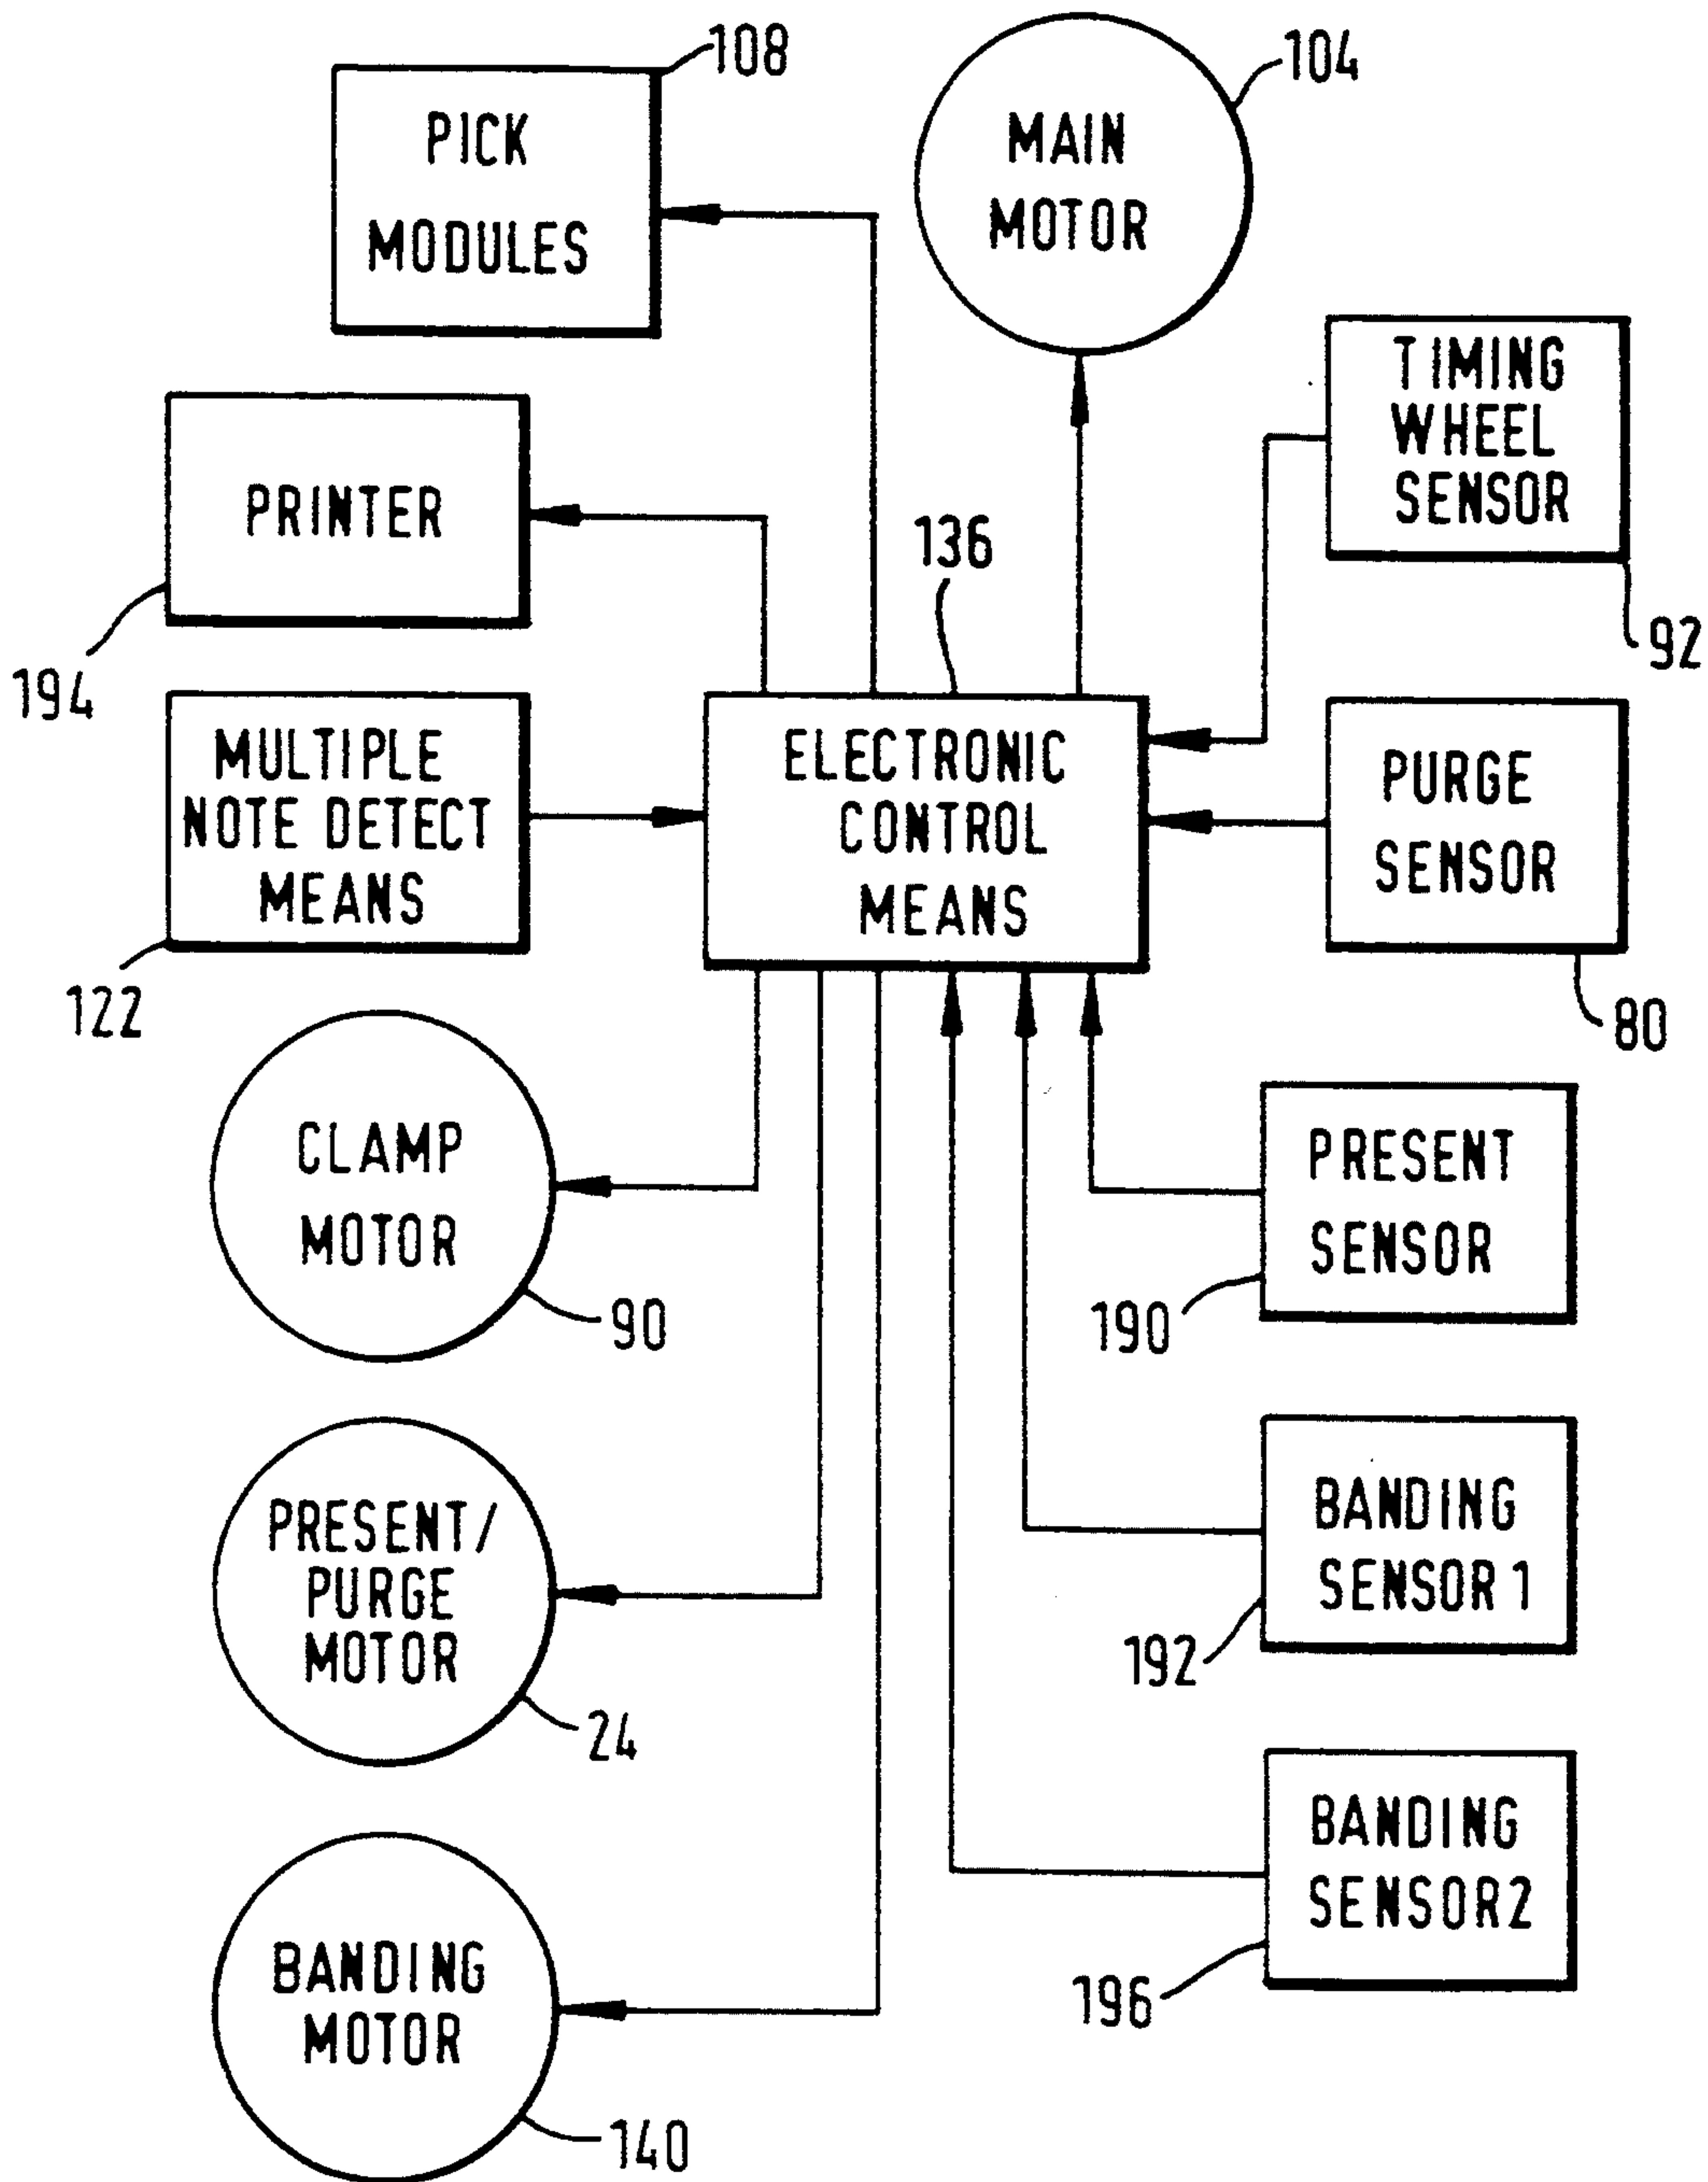 108
PICK
MODULES
104
MAIN
MOTOR
TIMING
WHEEL
SENSOR
92
PRINTER
194
136
MULTIPLE
NOTE DETECT
MEANS
122
ELECTRONIC
CONTROL
MEANS
PURGE
SENSOR
80
CLAMP
MOTOR
90
PRESENT
SENSOR
190
PRESENT/
PURGE
MOTOR
24
BANDING
SENSOR 1
192
BANDING
SENSOR 2
196
BANDING
MOTOR
140